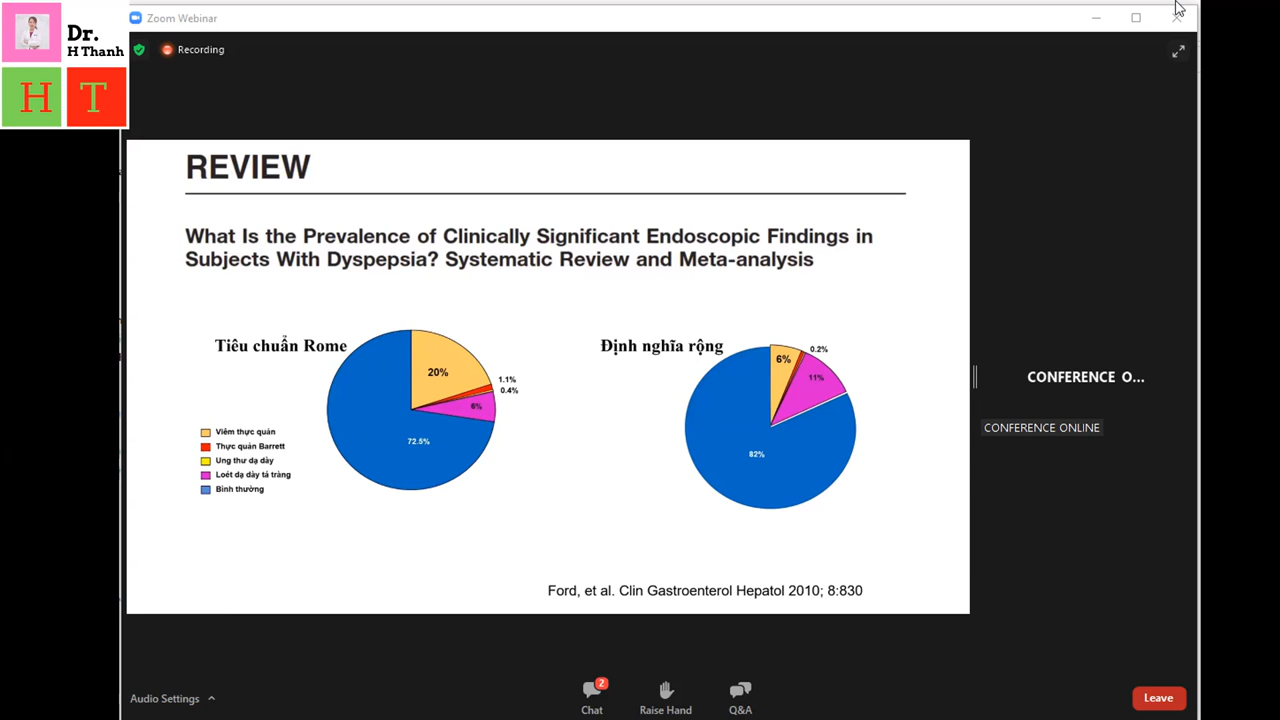 Zoom Webinar
Dr.
H Thanh
H T
Recording
REVIEW
What Is the Prevalence of Clinically Significant Endoscopic Findings in
Subjects With Dyspepsia? Systematic Review and Meta-analysis
Tiêu chuẩn Rome
20%
1.1%
0.4%
6%
72.5%
Viêm thực quản
Thực quản Barrett
Ung thư dạ dày
Loét dạ dày tá tràng
Bình thường
Định nghĩa rộng
6%
0.2%
11%
82%
Ford, et al. Clin Gastroenterol Hepatol 2010; 8:830
CONFERENCE O...
CONFERENCE ONLINE
Audio Settings
2
Chat
Raise Hand
Q&A
Leave